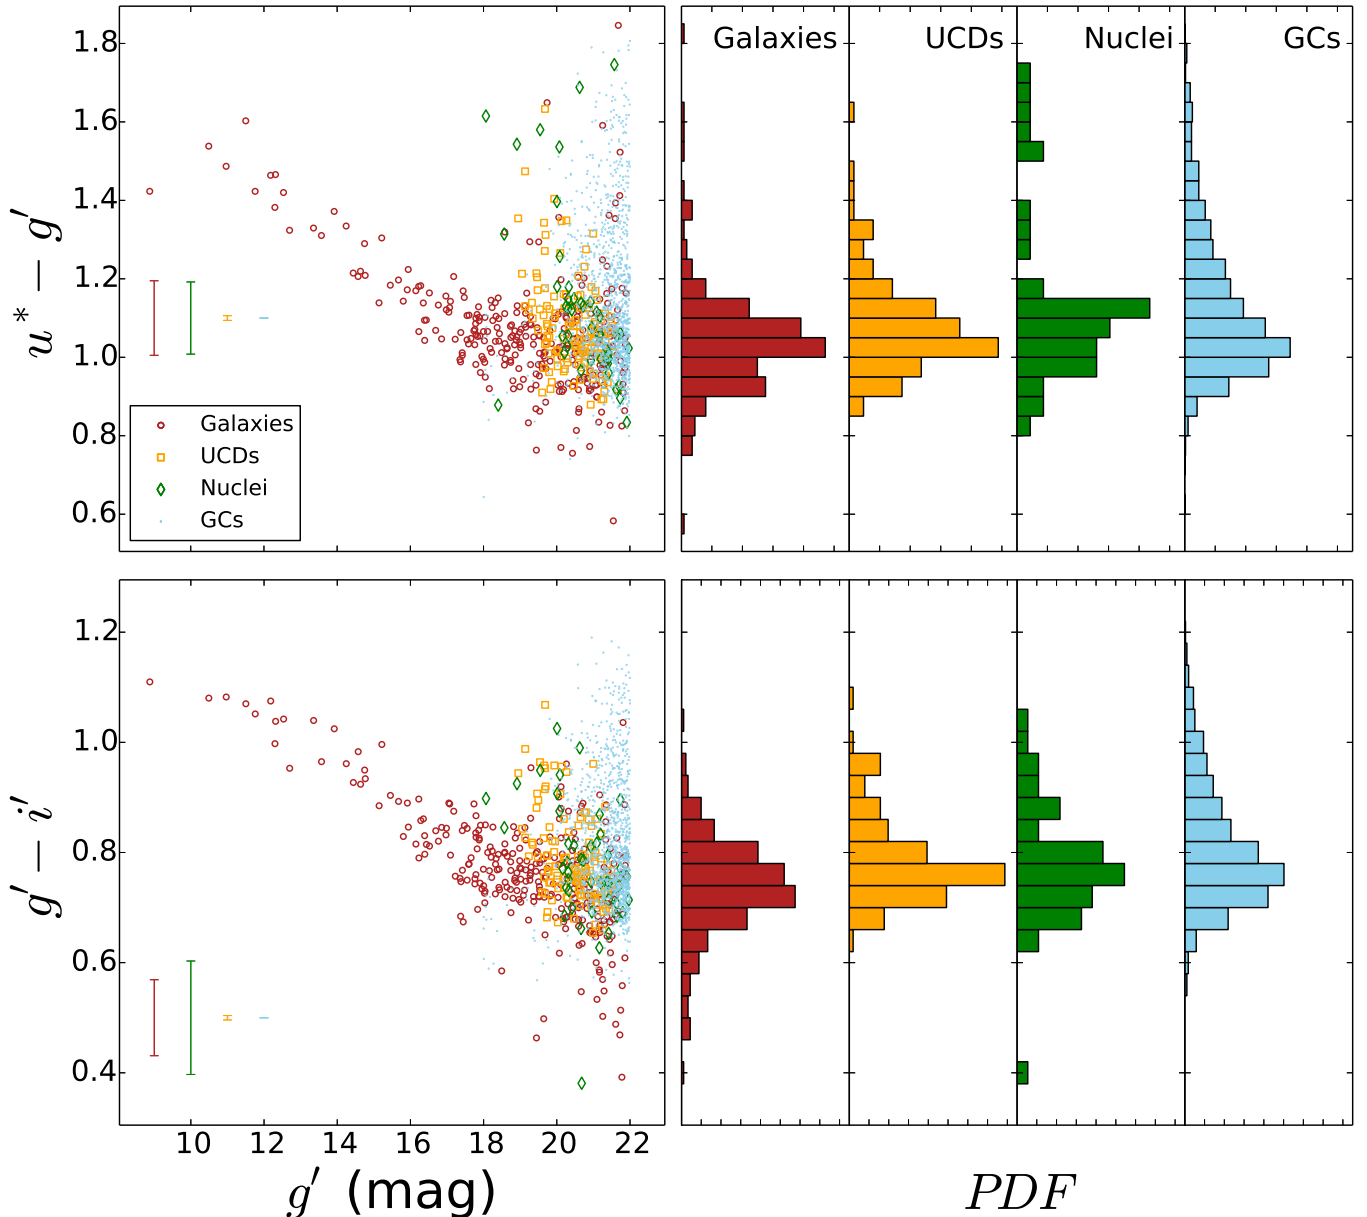 1.8
1.6
1.4
1.2
1.0
0.8
0.6
u* − g′
Galaxies
UCDs
Nuclei
GCs
Galaxies
UCDs
Nuclei
GCs
1.2
1.0
0.8
0.6
0.4
g′ − i′
10 12 14 16 18 20 22
g′ (mag)
PDF